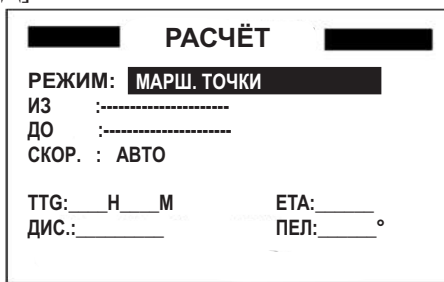 РАСЧЁТ
РЕЖИМ: МАРШ. ТОЧКИ
ИЗ :----------------------
ДО :----------------------
СКОР. : АВТО
TTG:____H____M ETA:______
ДИС.:_________ ПЕЛ:______°